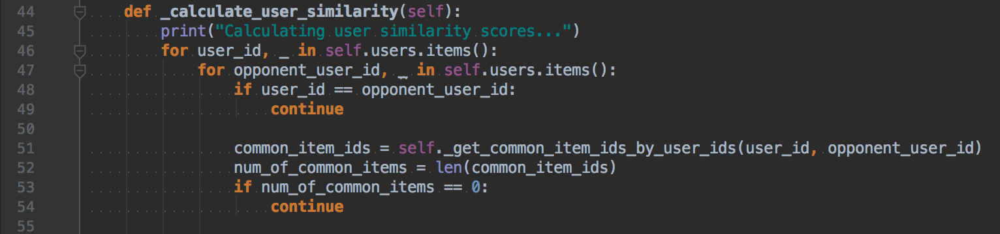 44 def _calculate_user_similarity(self):
45 print("Calculating user similarity scores...")
46 for user_id, _ in self.users.items():
47 for opponent_user_id, _ in self.users.items():
48 if user_id == opponent_user_id:
49 continue
50
51 common_item_ids = self._get_common_item_ids_by_user_ids(user_id, opponent_user_id)
52 num_of_common_items = len(common_item_ids)
53 if num_of_common_items == 0:
54 continue
55